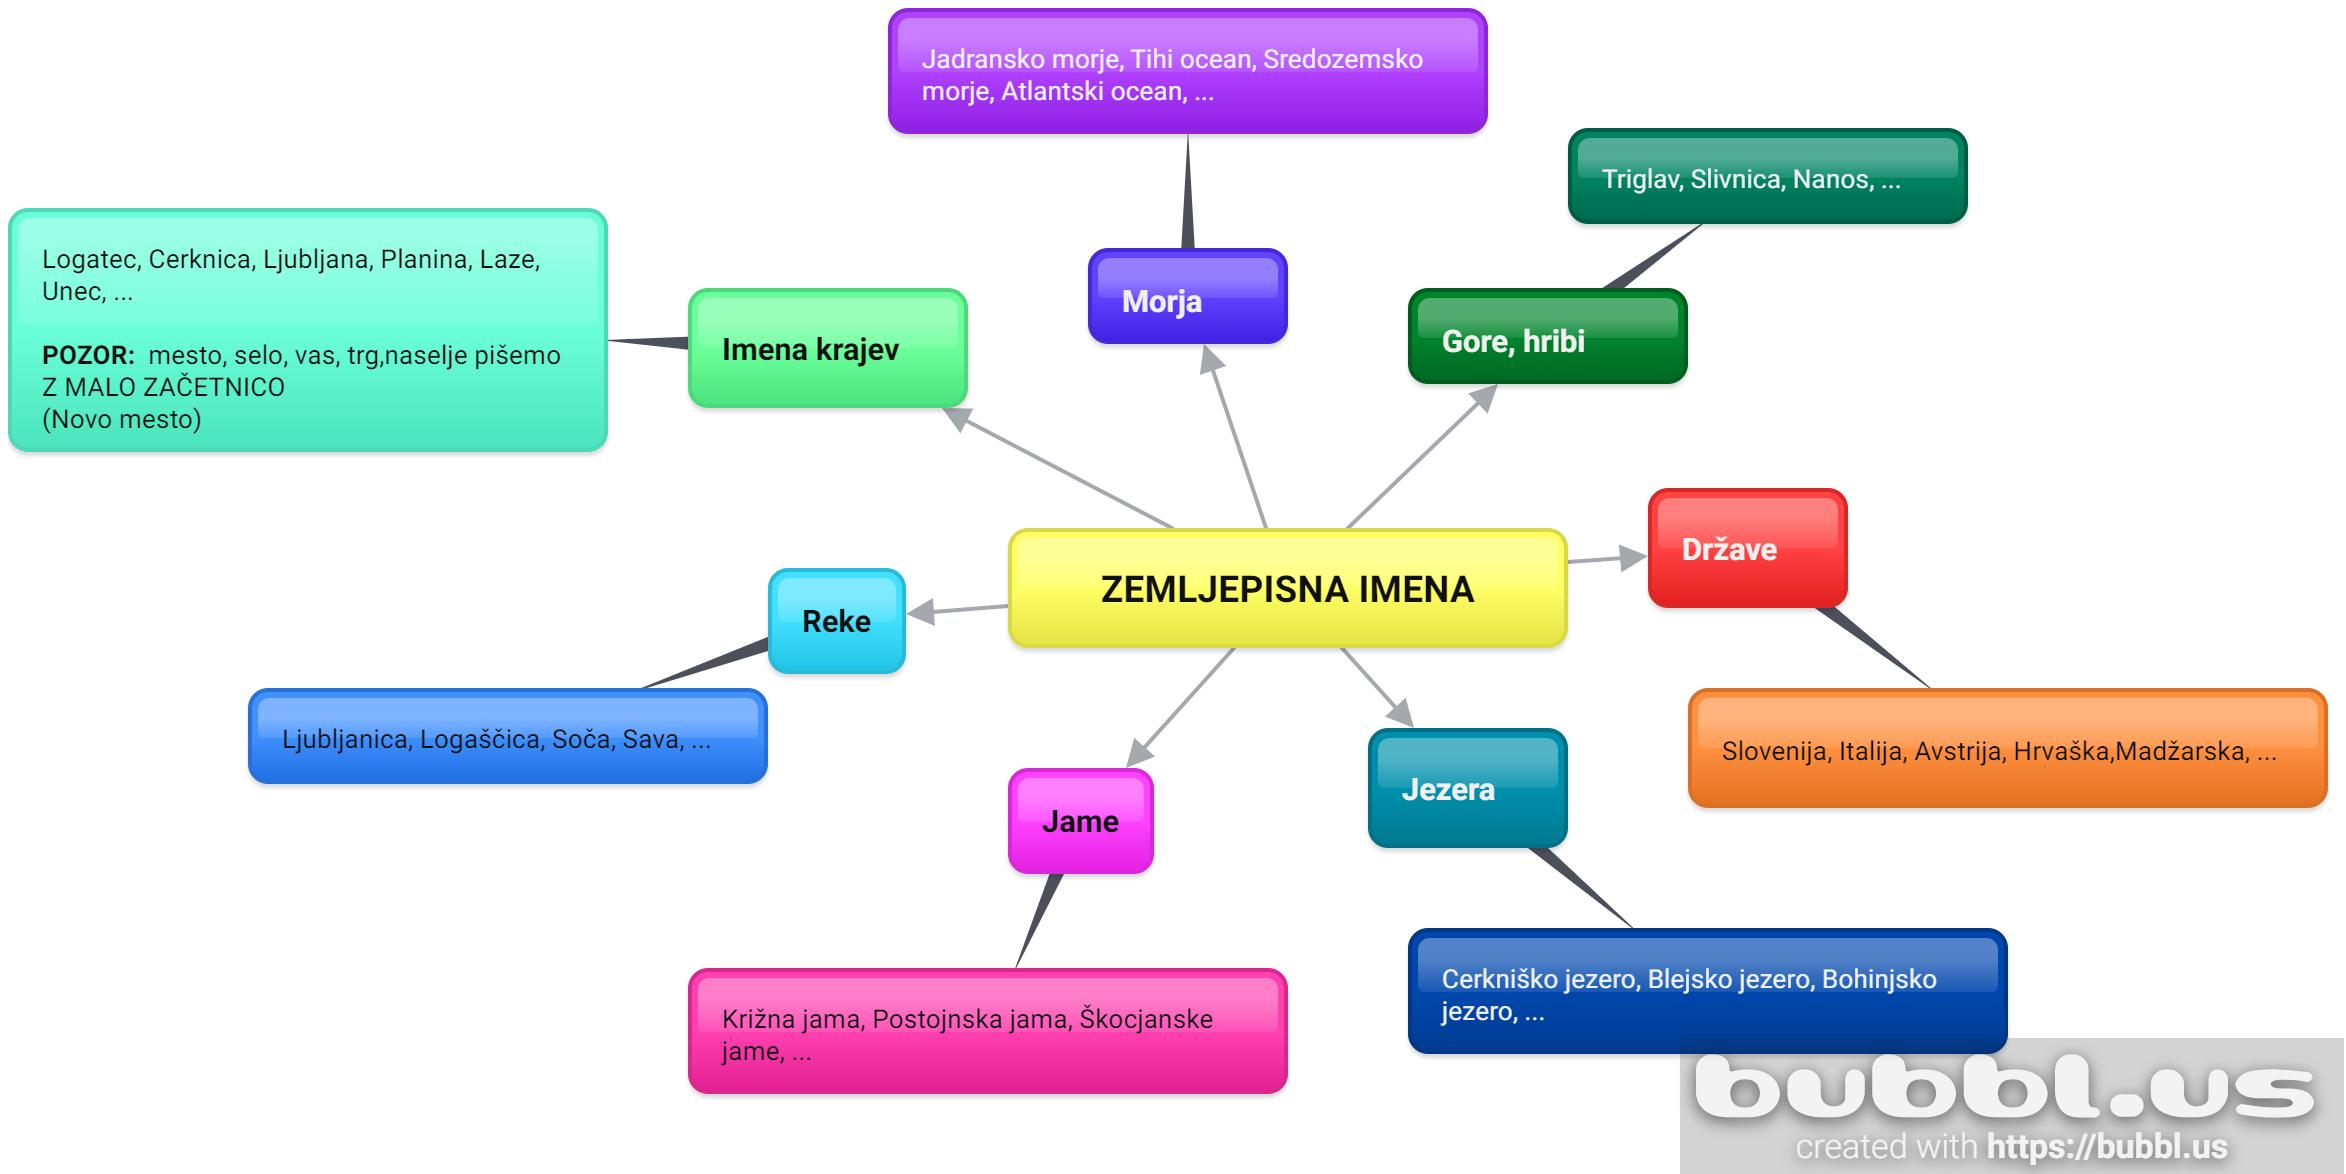 Jadransko morje, Tihi ocean, Sredozemsko
morje, Atlantski ocean, ...
Triglav, Slivnica, Nanos, ...
Logatec, Cerknica, Ljubljana, Planina, Laze,
Unec, ...
POZOR:  mesto, selo, vas, trg,naselje pišemo
Z MALO ZAČETNICO
(Novo mesto)
Imena krajev
Morja
Gore, hribi
Države
ZEMLJEPISNA IMENA
Reke
Ljubljanica, Logaščica, Soča, Sava, ...
Slovenija, Italija, Avstrija, Hrvaška,Madžarska, ...
Jame
Jezera
Križna jama, Postojnska jama, Škocjanske
jame, ...
Cerkniško jezero, Blejsko jezero, Bohinjsko
jezero, ...
bubbl.us
created with https://bubbl.us